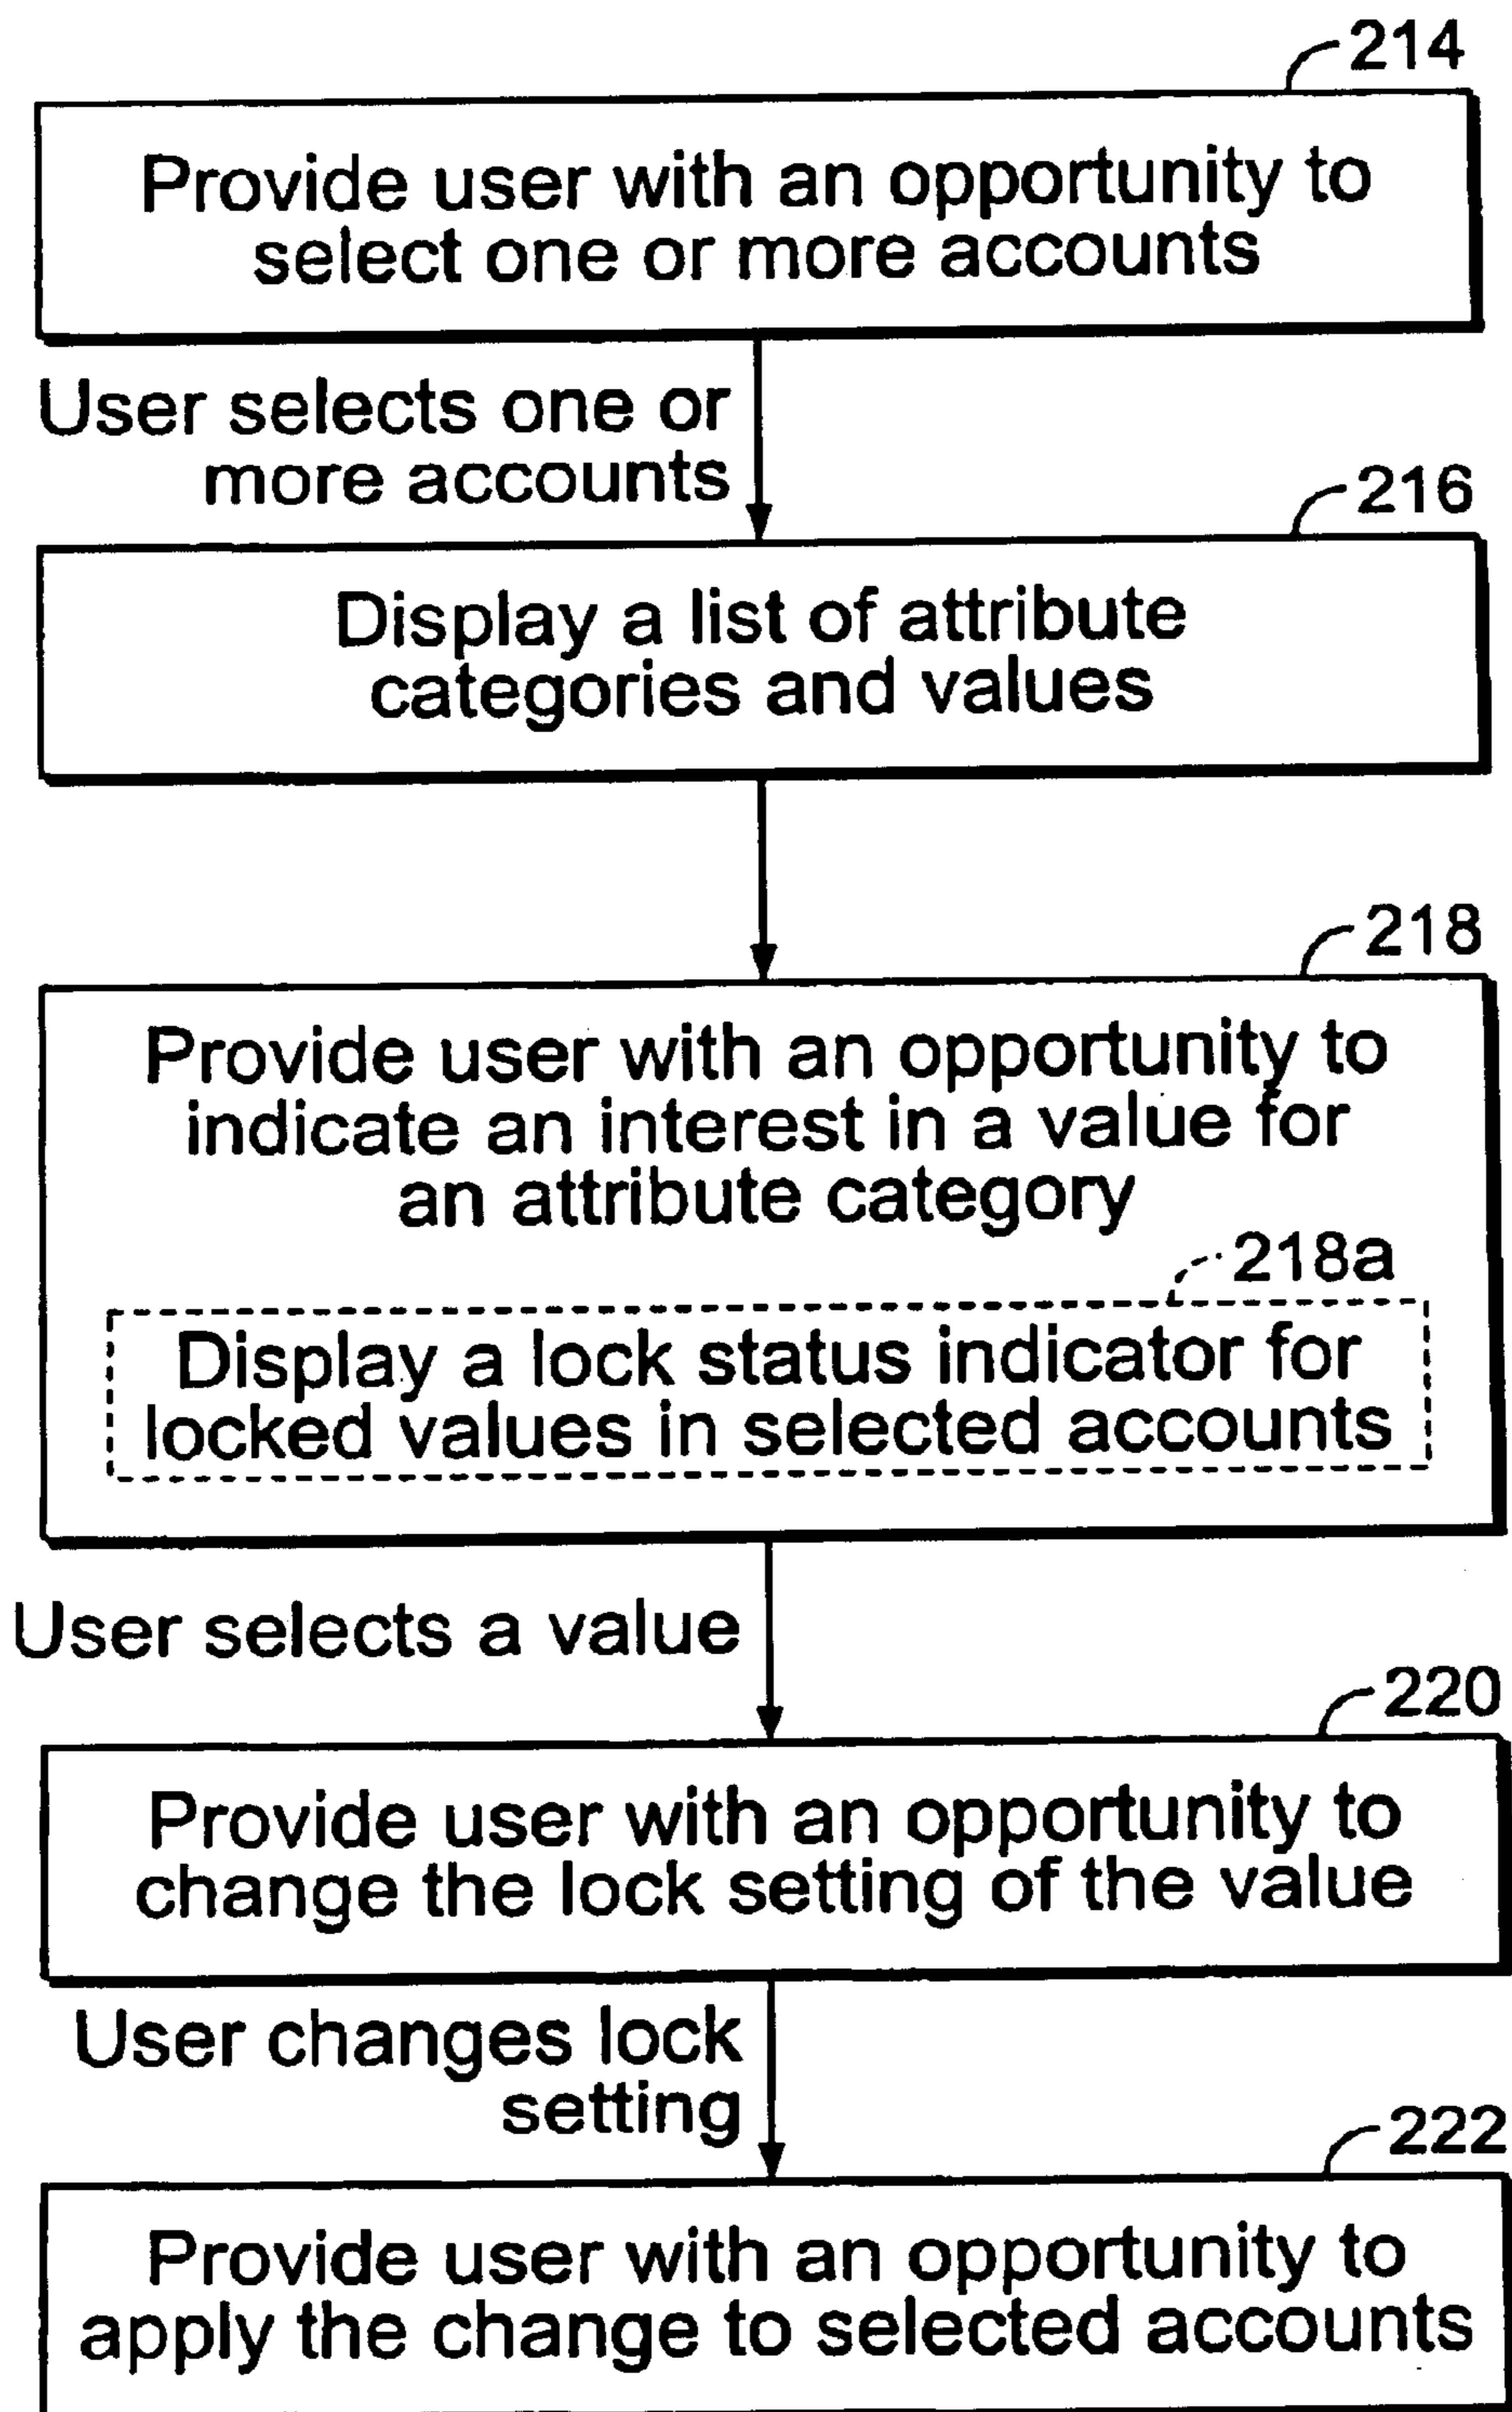 214
Provide user with an opportunity to
select one or more accounts
User selects one or
more accounts
216
Display a list of attribute
categories and values
218
Provide user with an opportunity to
indicate an interest in a value for
an attribute category
218a
Display a lock status indicator for
locked values in selected accounts
User selects a value
220
Provide user with an opportunity to
change the lock setting of the value
User changes lock
setting
222
Provide user with an opportunity to
apply the change to selected accounts